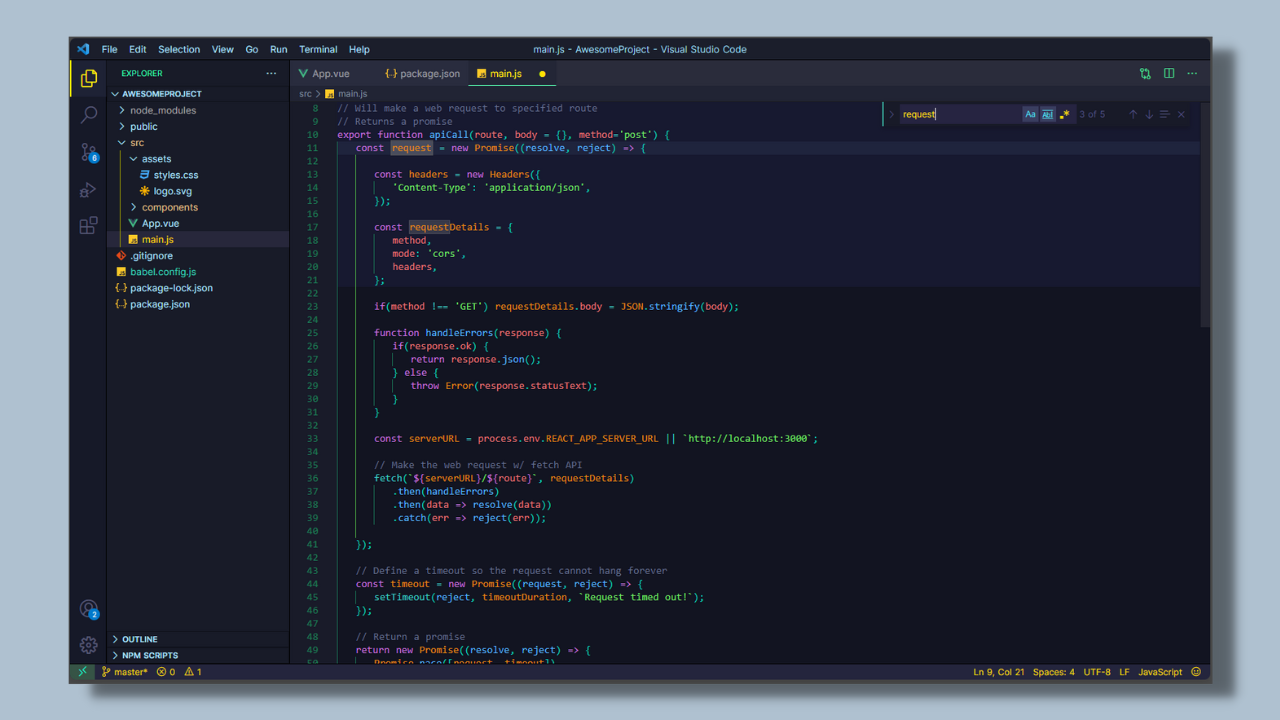 File Edit Selection View Go Run Terminal Help main.js - AwesomeProject - Visual Studio Code
EXPLORER ...
AWESOMEPROJECT
node_modules
public
src
assets
styles.css
logo.svg
components
App.vue
main.js
.gitignore
babel.config.js
package-lock.json
package.json
OUTLINE
NPM SCRIPTS
6
2
App.vue {..} package.json JS main.js
src > JS main.js
request Aa Abl .* 3 of 5
8 // Will make a web request to specified route
9 // Returns a promise
10 export function apiCall(route, body = {}, method='post') {
11 const request = new Promise((resolve, reject) => {
12
13 const headers = new Headers({
14 'Content-Type': 'application/json',
15 });
16
17 const requestDetails = {
18 method,
19 mode: 'cors',
20 headers,
21 };
22
23 if(method !== 'GET') requestDetails.body = JSON.stringify(body);
24
25 function handleErrors(response) {
26 if(response.ok) {
27 return response.json();
28 } else {
29 throw Error(response.statusText);
30 }
31 }
32
33 const serverURL = process.env.REACT_APP_SERVER_URL || `http://localhost:3000`;
34
35 // Make the web request w/ fetch API
36 fetch(`${serverURL}/${route}`, requestDetails)
37 .then(handleErrors)
38 .then(data => resolve(data))
39 .catch(err => reject(err));
40
41 });
42
43 // Define a timeout so the request cannot hang forever
44 const timeout = new Promise((request, reject) => {
45 setTimeout(reject, timeoutDuration, `Request timed out!`);
46 });
47
48 // Return a promise
49 return new Promise((resolve, reject) => {
50 Promise.race([request, timeout])
master* 0 1 Ln 9, Col 21 Spaces: 4 UTF-8 LF JavaScript